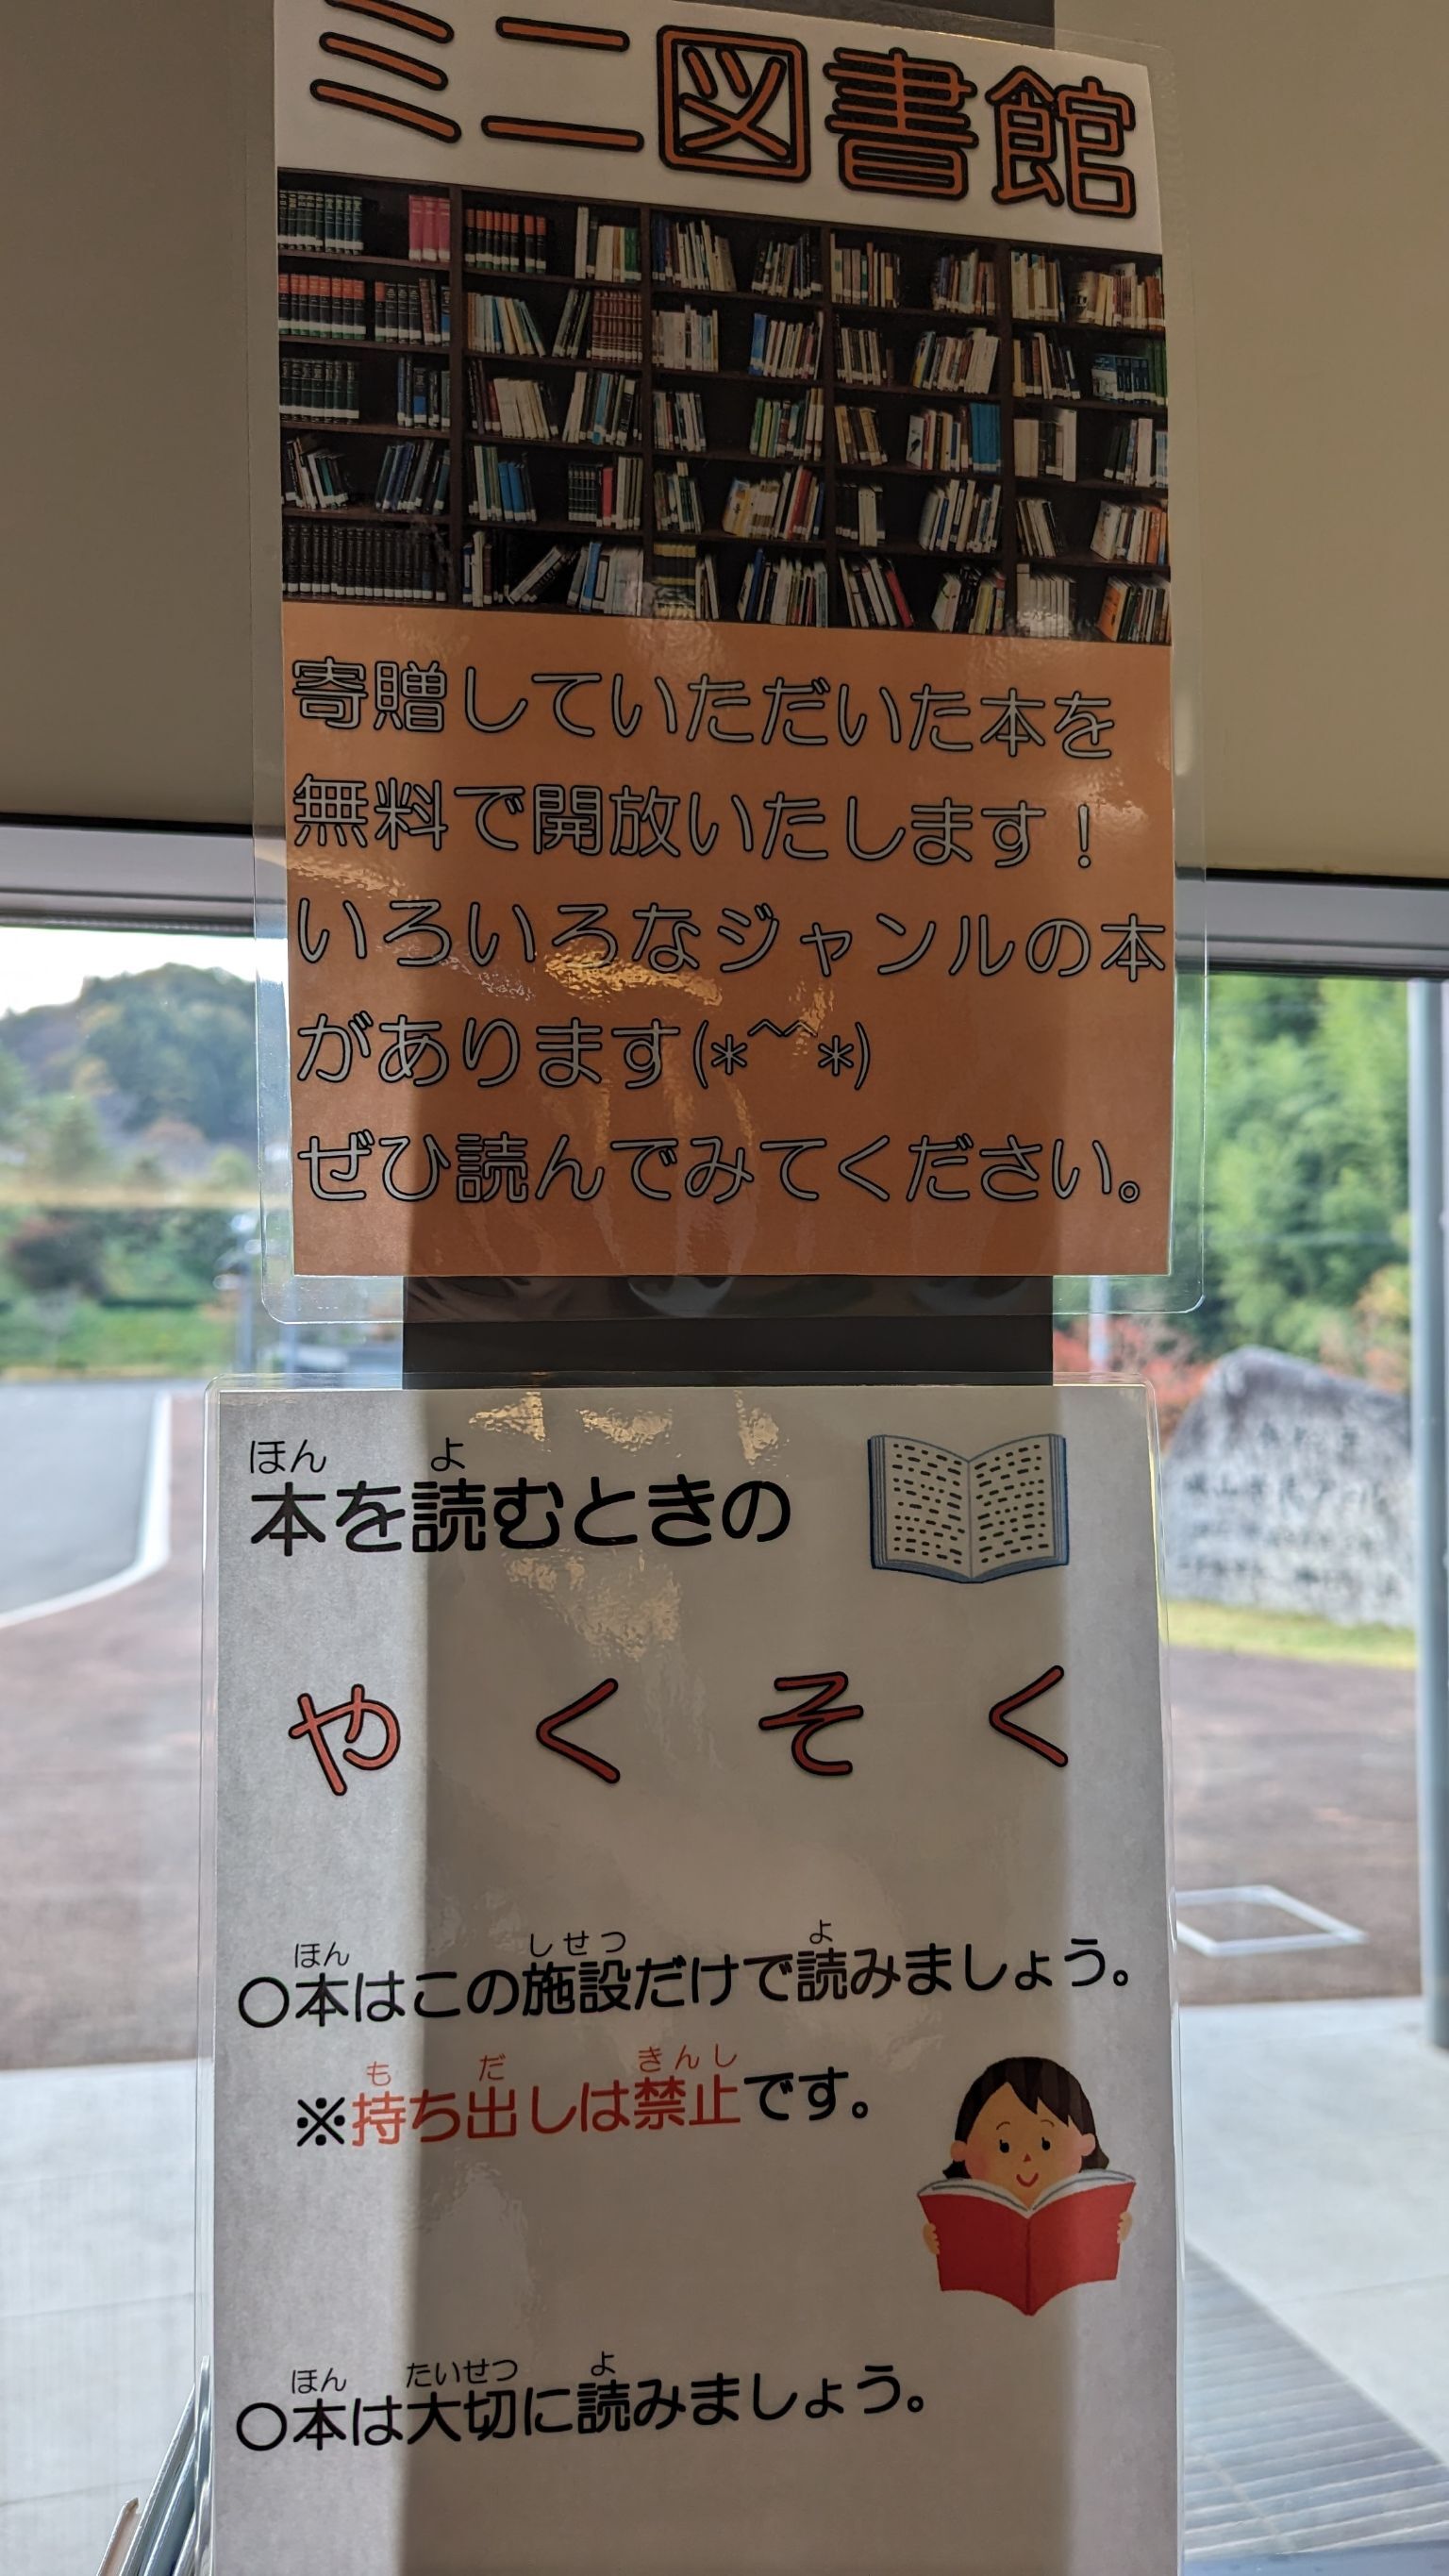 ミニ図書館
寄贈していただいた本を
無料で開放いたします！
いろいろなジャンルの本
があります(*^^*)
ぜひ読んでみてください。
ほん よ
本を読むときの
やくそく
ほん しせつ よ
〇本はこの施設だけで読みましょう。
も だ きんし
※持ち出しは禁止です。
ほん たいせつ よ
〇本は大切に読みましょう。